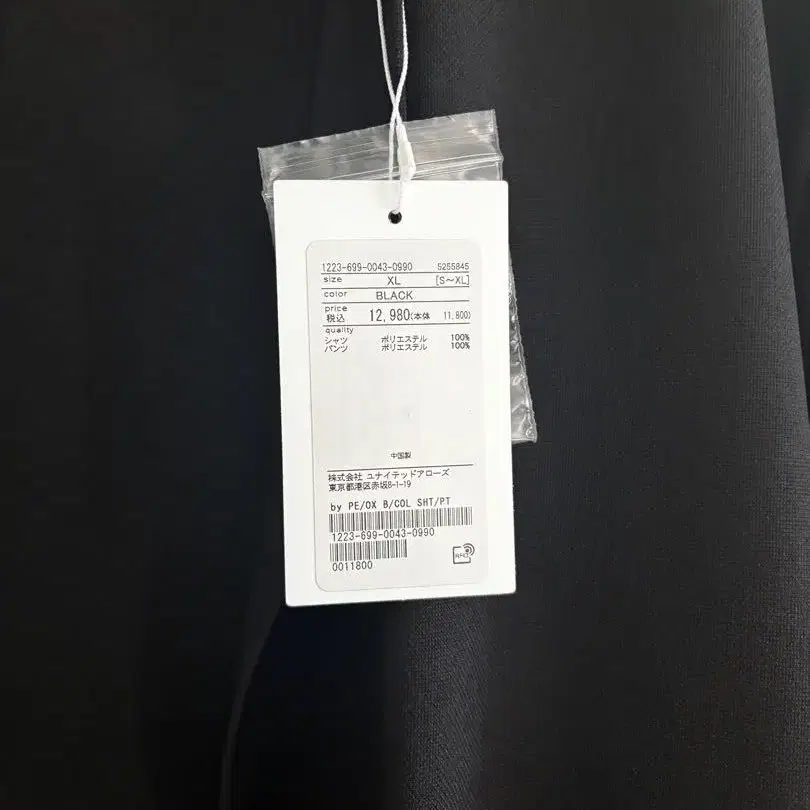 1223-699-0043-0990 5255845
size XL [S～XL]
color BLACK
price
税込 12,980(本体 11,800)
quality
シャツ ポリエステル 100%
パンツ ポリエステル 100%
中国製
株式会社 ユナイテッドアローズ
東京都港区赤坂8-1-19
by PE/OX B/COL SHT/PT
1223-699-0043-0990
0011800
RFID